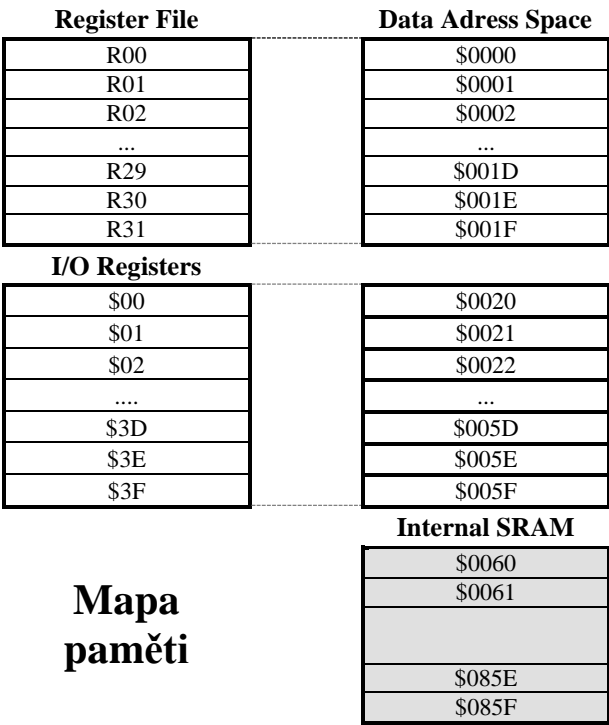 Register File Data Adress Space
R00 $0000
R01 $0001
R02 $0002
... ...
R29 $001D
R30 $001E
R31 $001F
I/O Registers
$00 $0020
$01 $0021
$02 $0022
.... ...
$3D $005D
$3E $005E
$3F $005F
Internal SRAM
$0060
$0061
Mapa
paměti
$085E
$085F